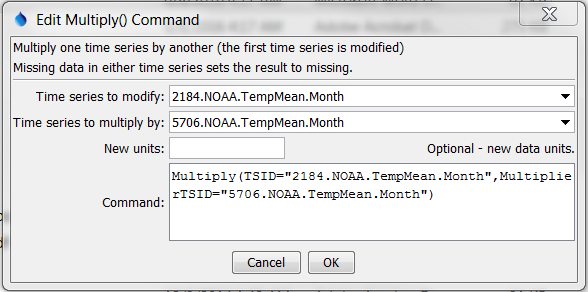 Edit Multiply() Command
Multiply one time series by another (the first time series is modified)
Missing data in either time series sets the result to missing.
Time series to modify: 2184.NOAA.TempMean.Month
Time series to multiply by: 5706.NOAA.TempMean.Month
New units: Optional - new data units.
Command: Multiply(TSID="2184.NOAA.TempMean.Month",Multiplie
rTSID="5706.NOAA.TempMean.Month")
Cancel OK